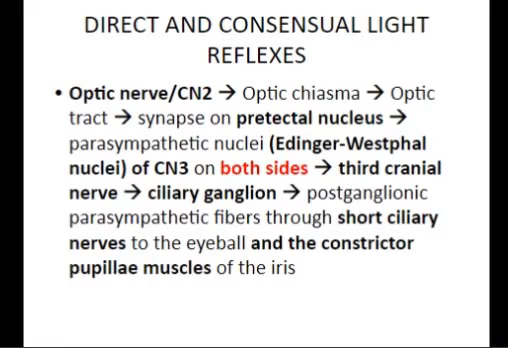 DIRECT AND CONSENSUAL LIGHT
REFLEXES
• Optic nerve/CN2 → Optic chiasma → Optic
tract → synapse on pretectal nucleus →
parasympathetic nuclei (Edinger-Westphal
nuclei) of CN3 on both sides → third cranial
nerve → ciliary ganglion → postganglionic
parasympathetic fibers through short ciliary
nerves to the eyeball and the constrictor
pupillae muscles of the iris